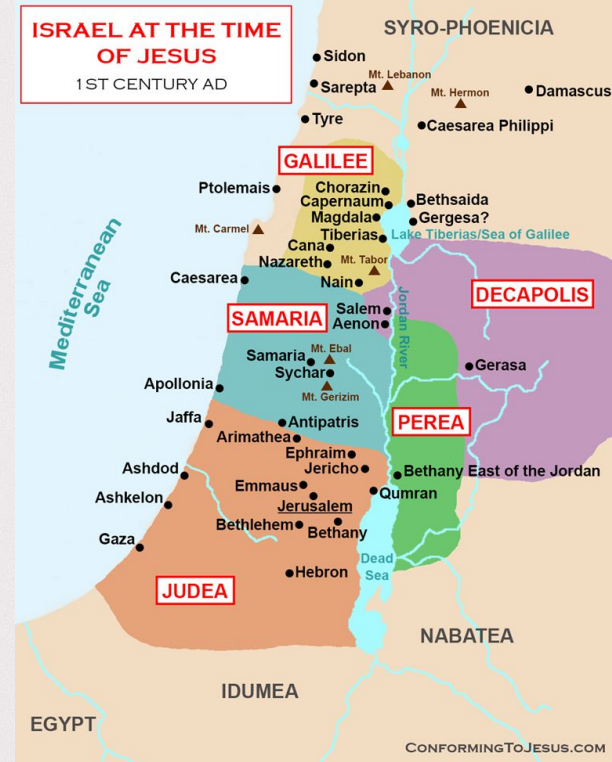 ISRAEL AT THE TIME
OF JESUS
1ST CENTURY AD
SYRO-PHOENICIA
Sidon
Mt. Lebanon
Sarepta
Mt. Hermon
Damascus
Tyre
Caesarea Philippi
GALILEE
Ptolemais
Chorazin
Capernaum
Bethsaida
Magdala
Gergesa?
Mt. Carmel
Tiberias
Lake Tiberias/Sea of Galilee
Cana
Nazareth
Mt. Tabor
Caesarea
Nain
Mediterranean
Sea
DECAPOLIS
Jordan River
SAMARIA
Salem
Aenon
Mt. Ebal
Samaria
Sychar
Gerasa
Mt. Gerizim
Apollonia
Jaffa
Antipatris
PEREA
Arimathea
Ephraim
Jericho
Ashdod
Bethany East of the Jordan
Emmaus
Qumran
Ashkelon
Jerusalem
Bethlehem
Bethany
Gaza
Dead
Sea
Hebron
JUDEA
NABATEA
IDUMEA
EGYPT
CONFORMINGTOJESUS.COM